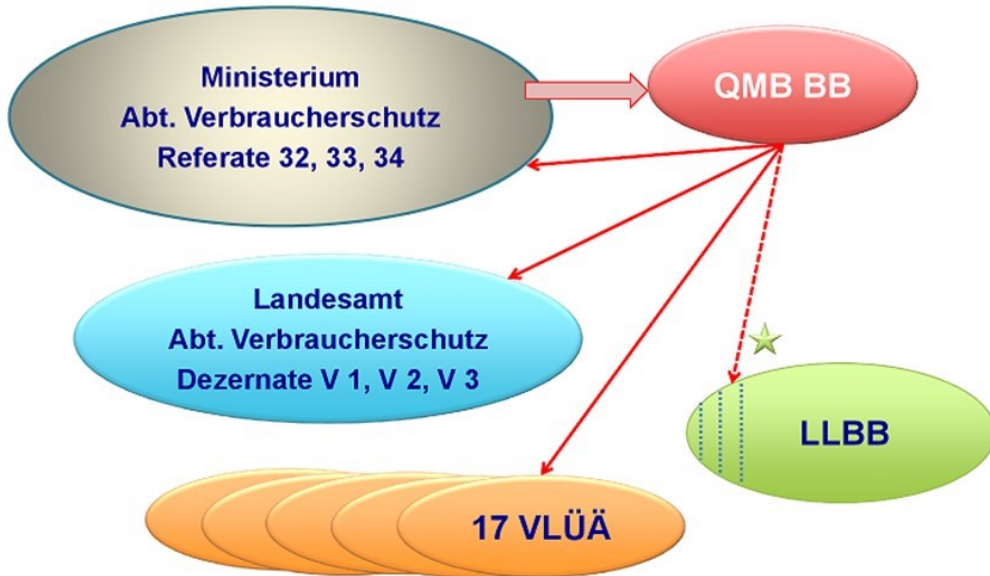 Ministerium
Abt. Verbraucherschutz
Referate 32, 33, 34
QMB BB
Landesamt
Abt. Verbraucherschutz
Dezernate V 1, V 2, V 3
LLBB
17 VLÜÄ